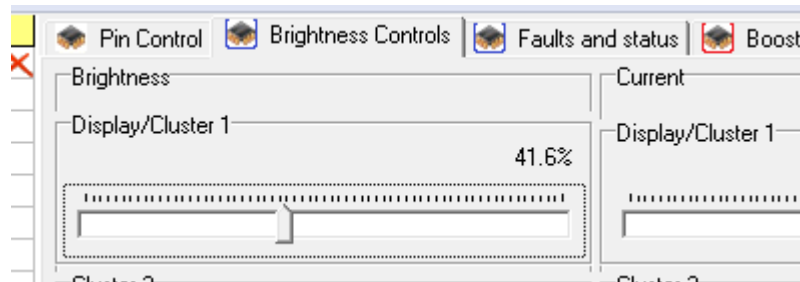 Pin Control
Brightness Controls
Faults and status
Boost
Brightness
Current
Display/Cluster 1
Display/Cluster 1
41.6%